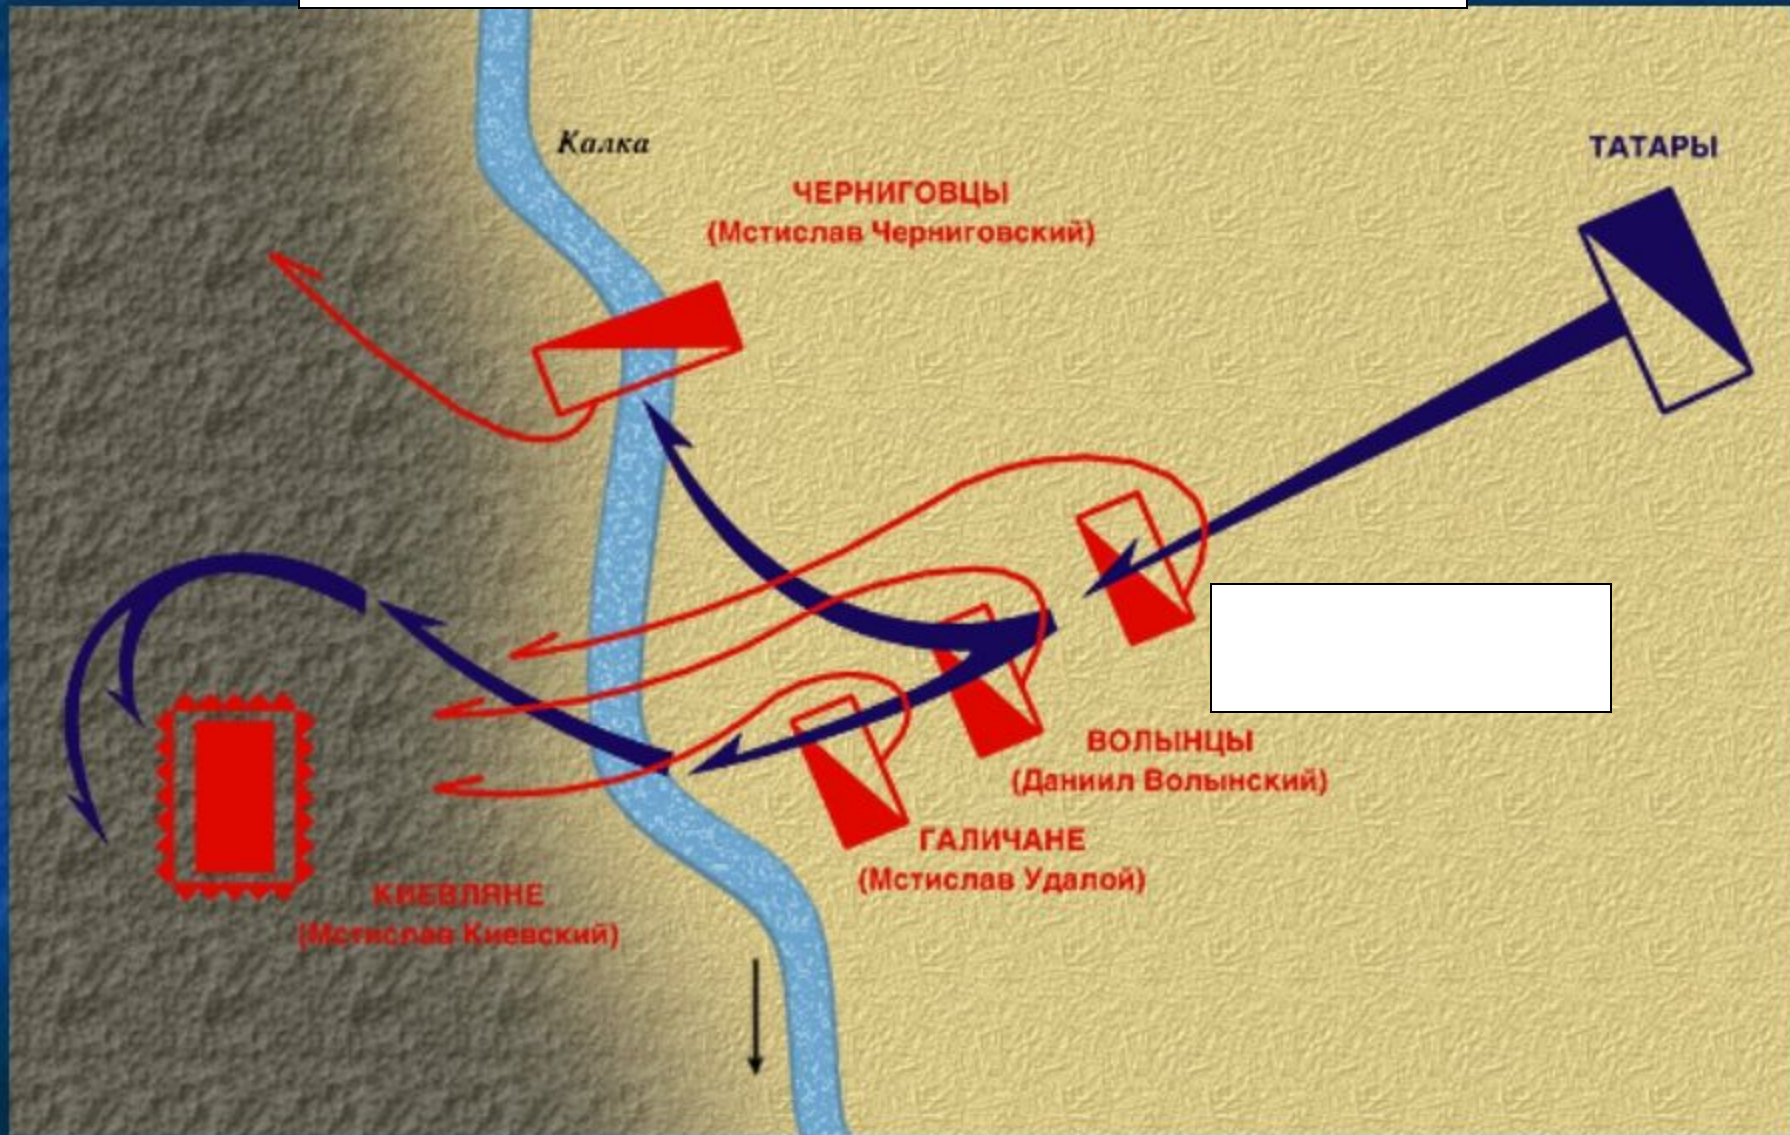 Калка
ТАТАРЫ
ЧЕРНИГОВЦЫ
(Мстислав Черниговский)
ВОЛЫНЦЫ
(Даниил Волынский)
ГАЛИЧАНЕ
(Мстислав Удалой)
КИЕВЛЯНЕ
(Мстислав Киевский)